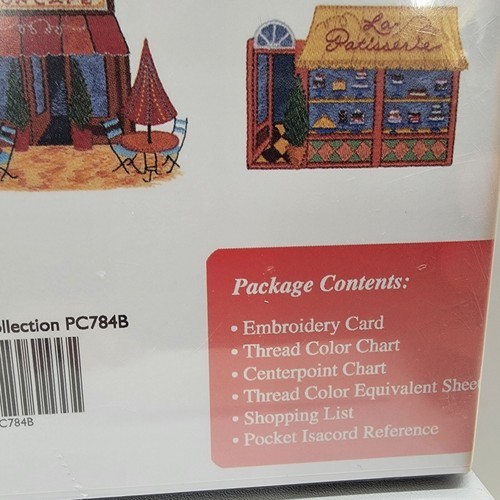 La
Patisserie
Package Contents:
• Embroidery Card
• Thread Color Chart
• Centerpoint Chart
• Thread Color Equivalent Shee
• Shopping List
• Pocket Isacord Reference
ollection PC784B
C784B